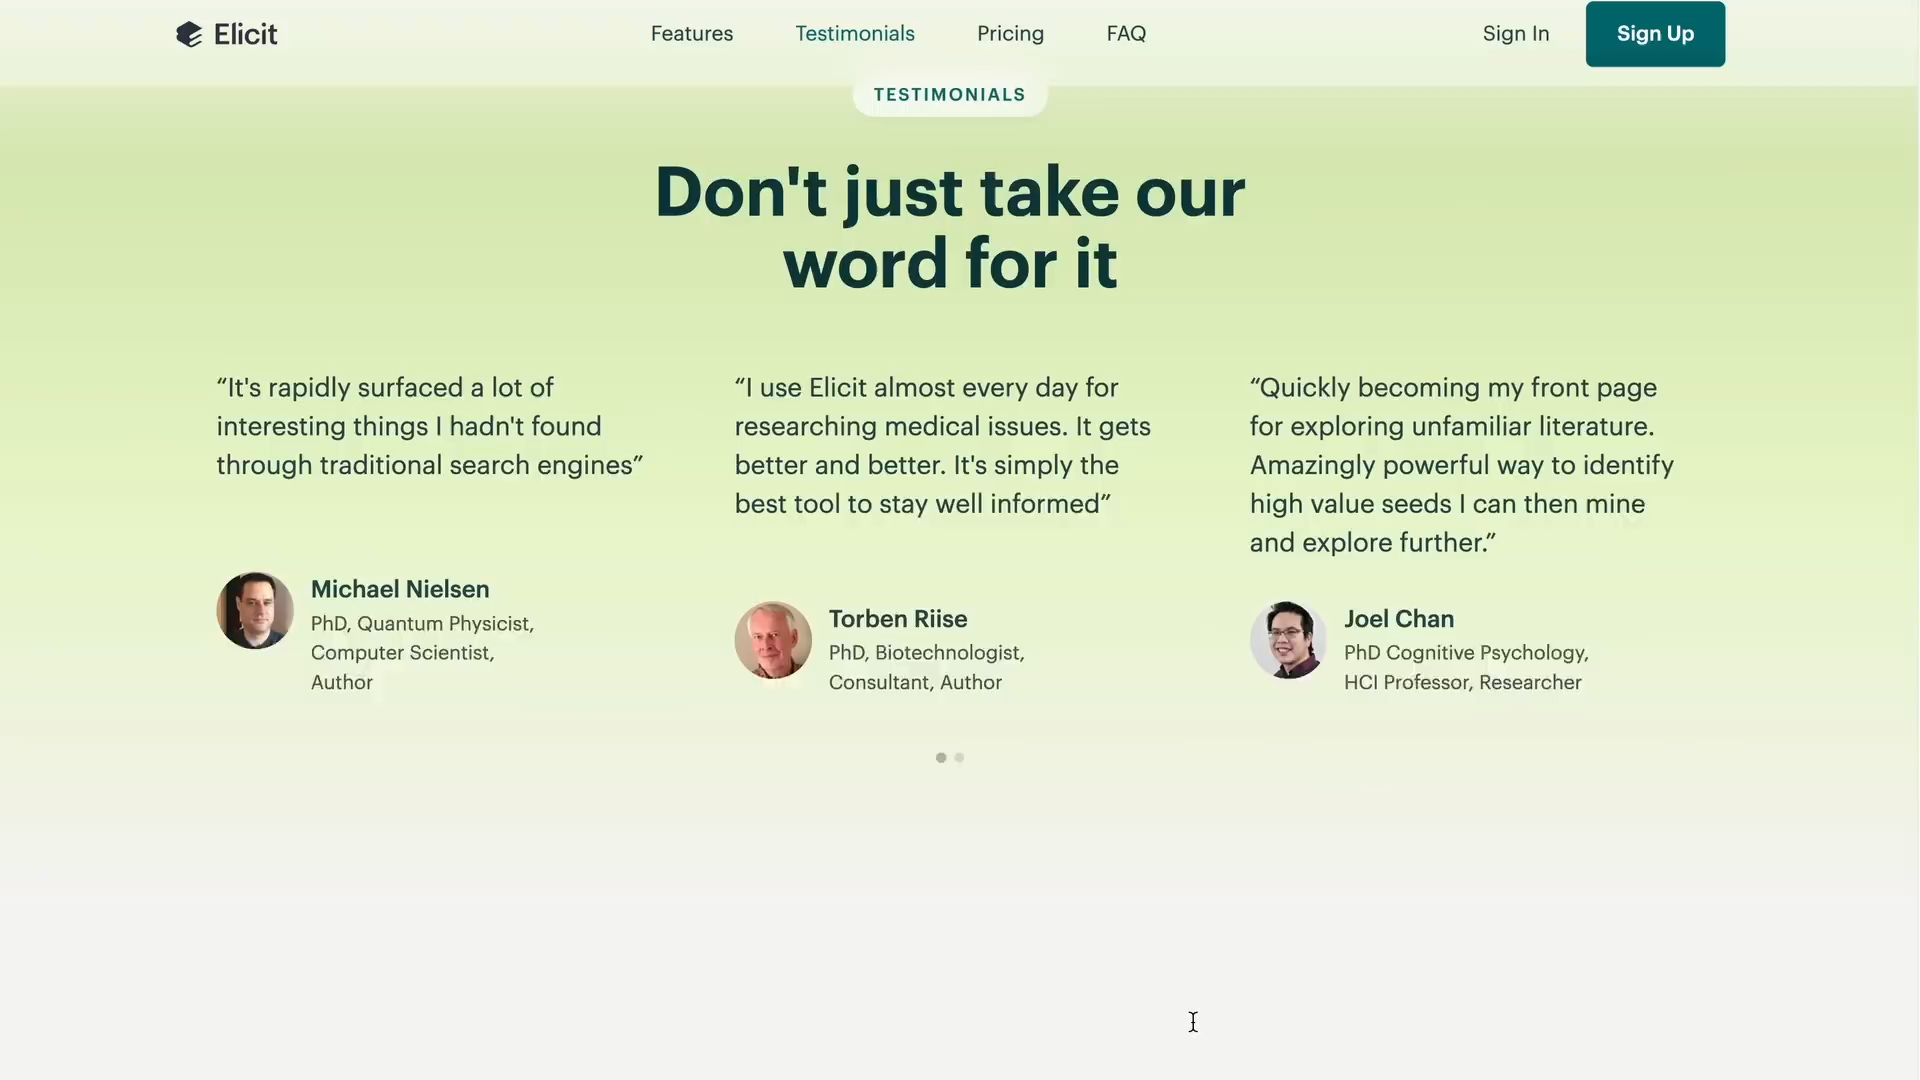 Elicit
Features
Testimonials
Pricing
FAQ
Sign In
Sign Up
TESTIMONIALS
Don't just take our
word for it
“It's rapidly surfaced a lot of
interesting things I hadn't found
through traditional search engines”
Michael Nielsen
PhD, Quantum Physicist,
Computer Scientist,
Author
“I use Elicit almost every day for
researching medical issues. It gets
better and better. It's simply the
best tool to stay well informed”
Torben Riise
PhD, Biotechnologist,
Consultant, Author
“Quickly becoming my front page
for exploring unfamiliar literature.
Amazingly powerful way to identify
high value seeds I can then mine
and explore further.”
Joel Chan
PhD Cognitive Psychology,
HCI Professor, Researcher